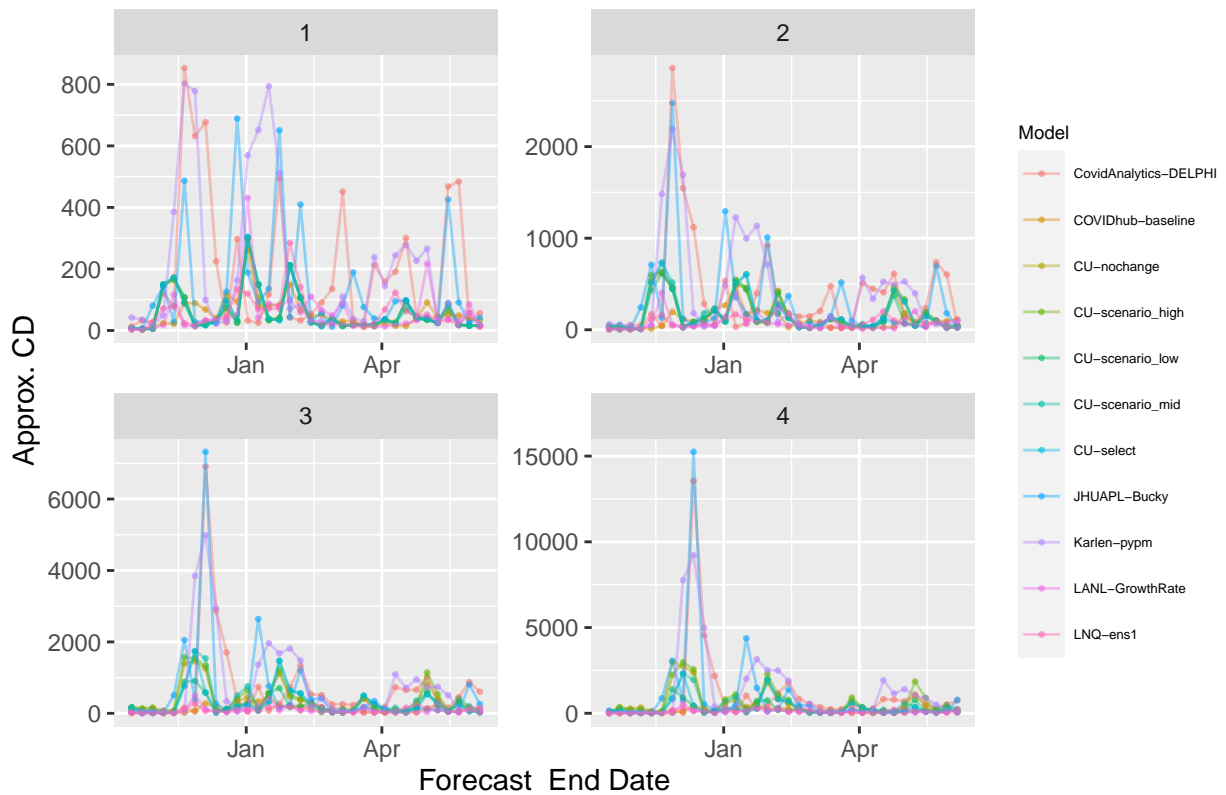 1
2
800
600
400
200
0
2000
1000
0
Jan
Apr
Jan
Apr
3
4
6000
4000
2000
0
15000
10000
5000
0
Jan
Apr
Jan
Apr
Approx. CD
Forecast  End Date
Model
CovidAnalytics−DELPHI
COVIDhub−baseline
CU−nochange
CU−scenario_high
CU−scenario_low
CU−scenario_mid
CU−select
JHUAPL−Bucky
Karlen−pypm
LANL−GrowthRate
LNQ−ens1